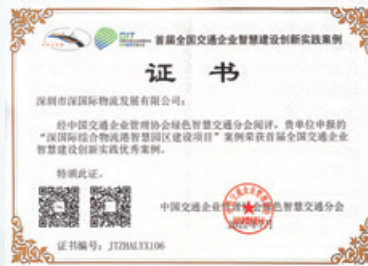 首届全国交通企业智慧建设创新实践案例
证 书
深圳市深国际物流发展有限公司：
经中国交通企业管理协会绿色智慧交通分会阅评，贵单位申报的
“深国际综合物流港智慧园区建设项目”案例荣获首届全国交通企业
智慧建设创新实践优秀案例。
特颁此证。
中国交通企业管理协会绿色智慧交通分会
证书编号：JTZHALYX106